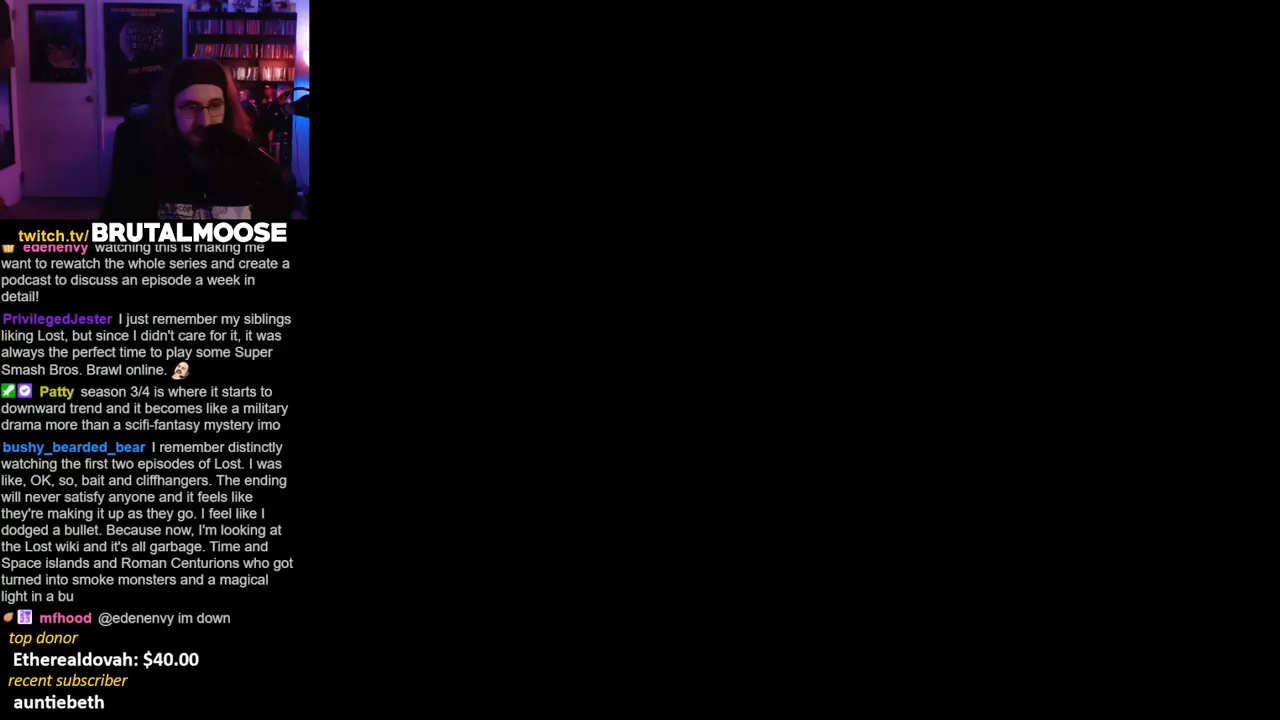 twitch.tv/BRUTALMOOSE
edenenvy watching this is making me
want to rewatch the whole series and create a
podcast to discuss an episode a week in
detail!
PrivilegedJester I just remember my siblings
liking Lost, but since I didn't care for it, it was
always the perfect time to play some Super
Smash Bros. Brawl online.
Patty season 3/4 is where it starts to
downward trend and it becomes like a military
drama more than a scifi-fantasy mystery imo
bushy_bearded_bear I remember distinctly
watching the first two episodes of Lost. I was
like, OK, so, bait and cliffhangers. The ending
will never satisfy anyone and it feels like
they're making it up as they go. I feel like I
dodged a bullet. Because now, I'm looking at
the Lost wiki and it's all garbage. Time and
Space islands and Roman Centurions who got
turned into smoke monsters and a magical
light in a bu
mfhood @edenenvy im down
top donor
Etherealdovah: $40.00
recent subscriber
auntiebeth